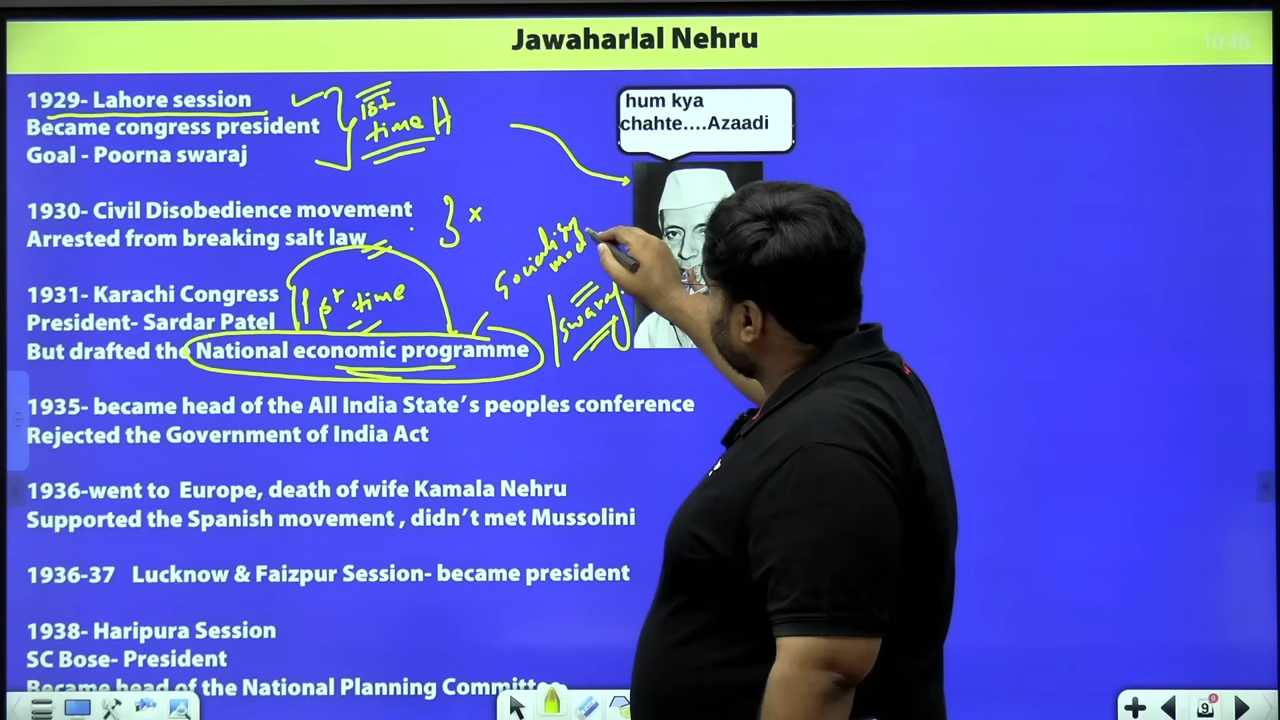 Jawaharlal Nehru
10:48
1929- Lahore session
Became congress president
Goal - Poorna swaraj
1st
time
hum kya
chahte....Azaadi
1930- Civil Disobedience movement
Arrested from breaking salt law
3 x
1931- Karachi Congress
President- Sardar Patel
But drafted the National economic programme
1st time
swaraj
1935- became head of the All India State's peoples conference
Rejected the Government of India Act
1936-went to Europe, death of wife Kamala Nehru
Supported the Spanish movement , didn't met Mussolini
1936-37 Lucknow & Faizpur Session- became president
1938- Haripura Session
SC Bose- President
Became head of the National Planning Committee
9